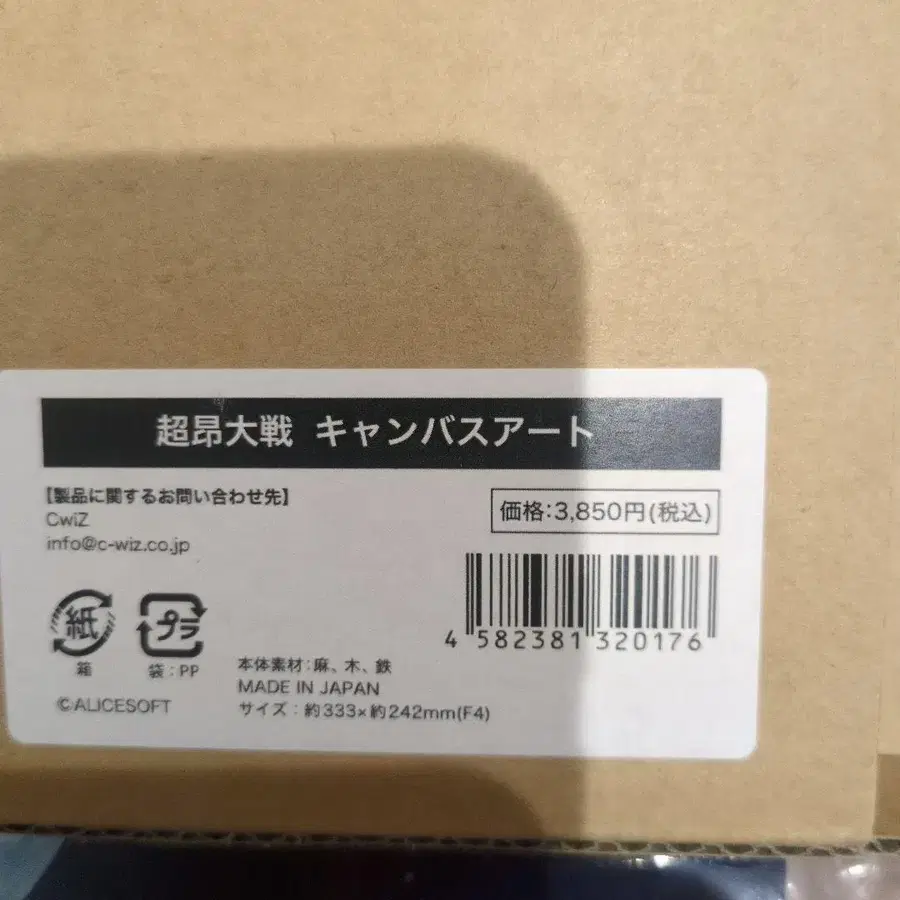 超昂大戦 キャンバスアート
【製品に関するお問い合わせ先】
CwiZ
info@c-wiz.co.jp
価格:3,850円(税込)
4 582381 320176
紙
箱
プラ
袋:PP
本体素材:麻、木、鉄
MADE IN JAPAN
サイズ:約333×約242mm(F4)
©ALICESOFT